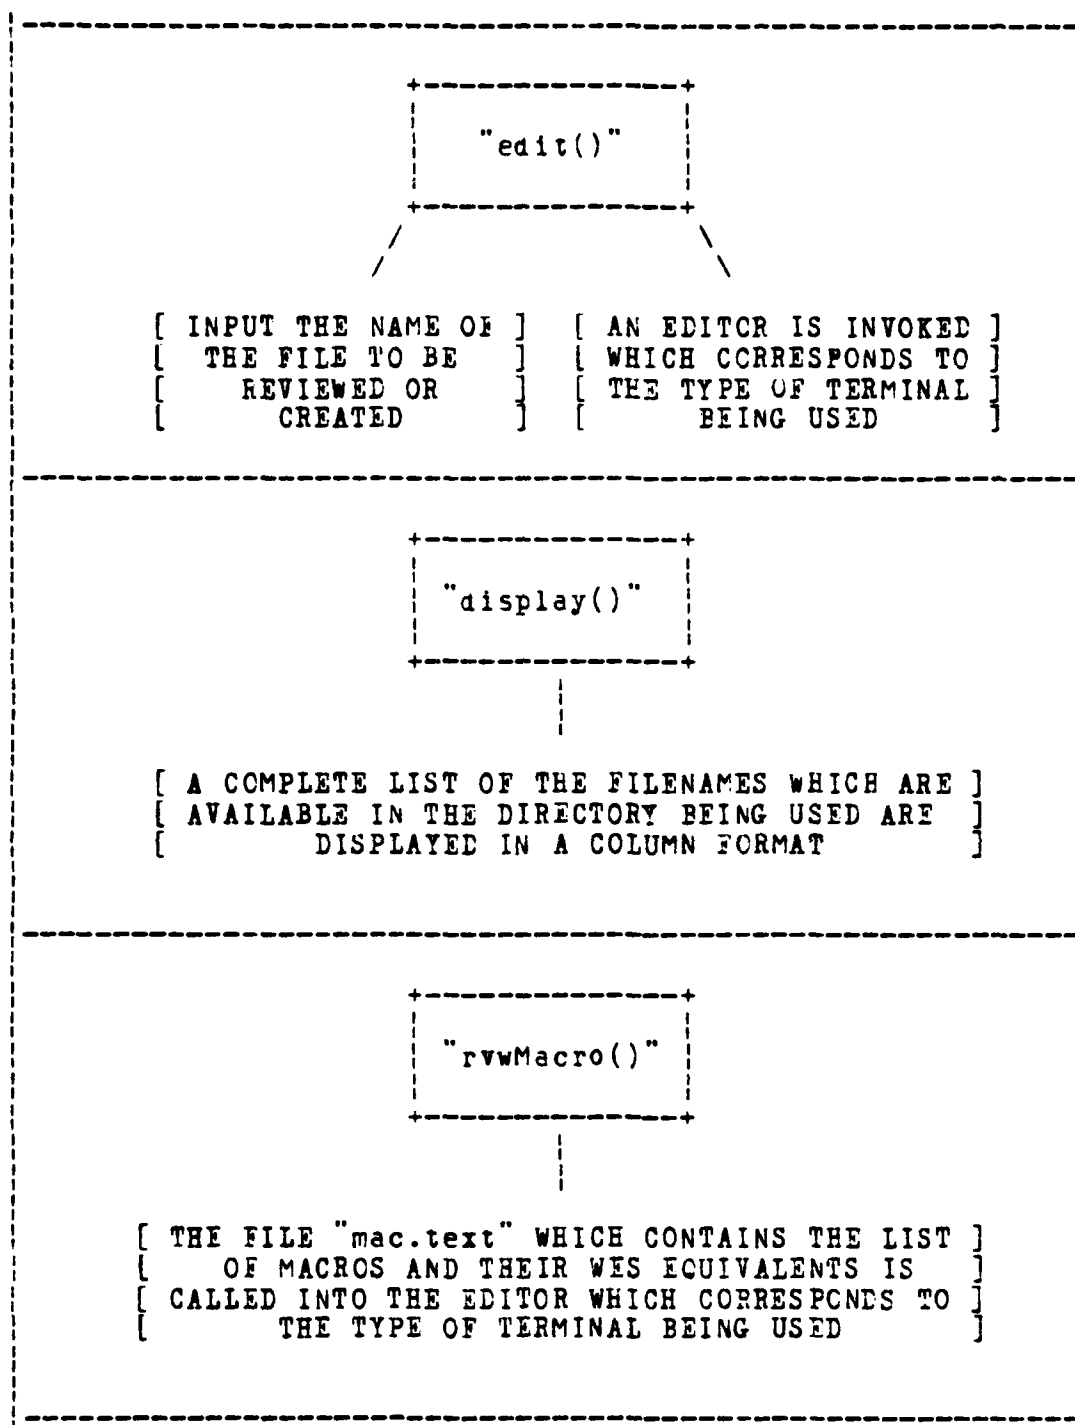 "edit()"
[ INPUT THE NAME OF ] [ AN EDITOR IS INVOKED ]
[ THE FILE TO BE ] [ WHICH CORRESPONDS TO ]
[ REVIEWED OR ] [ THE TYPE OF TERMINAL ]
[ CREATED ] [ BEING USED ]
"display()"
[ A COMPLETE LIST OF THE FILENAMES WHICH ARE ]
[ AVAILABLE IN THE DIRECTORY BEING USED ARE ]
[ DISPLAYED IN A COLUMN FORMAT ]
"rvwMacro()"
[ THE FILE "mac.text" WHICH CONTAINS THE LIST ]
[ OF MACROS AND THEIR WES EQUIVALENTS IS ]
[ CALLED INTO THE EDITOR WHICH CORRESPONDS TO ]
[ THE TYPE OF TERMINAL BEING USED ]